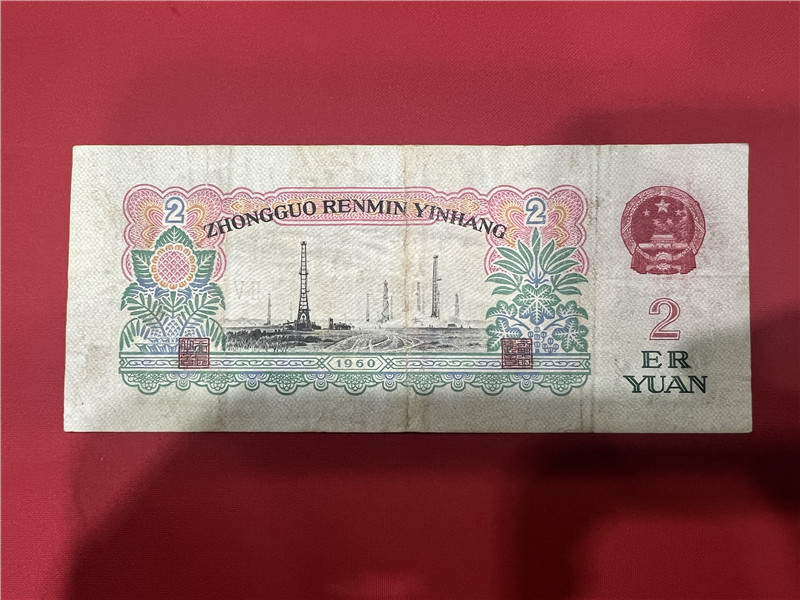 2
2
ZHONGGUO RENMIN YINHANG
1960
2
ER
YUAN